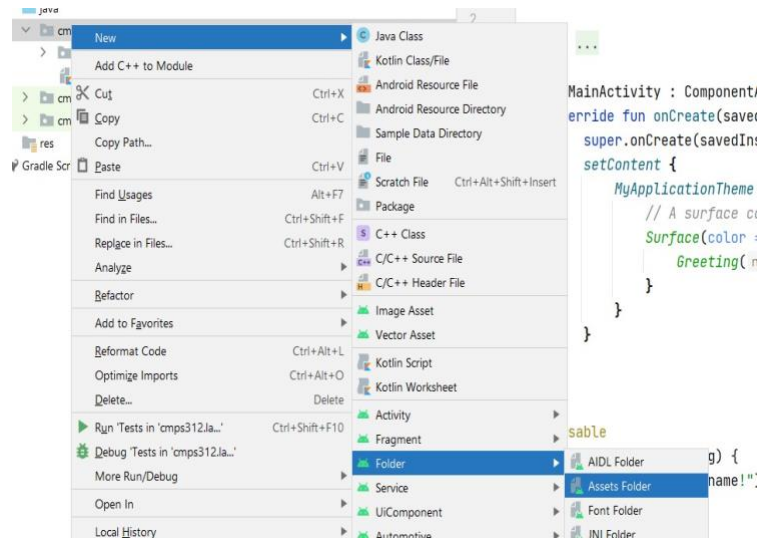 java
cm
cm
cm
res
Gradle Scr
New
Add C++ to Module
Cut Ctrl+X
Copy Ctrl+C
Copy Path...
Paste Ctrl+V
Find Usages Alt+F7
Find in Files... Ctrl+Shift+F
Replace in Files... Ctrl+Shift+R
Analyze
Refactor
Add to Favorites
Reformat Code Ctrl+Alt+L
Optimize Imports Ctrl+Alt+O
Delete... Delete
Run 'Tests in 'cmps312.la...' Ctrl+Shift+F10
Debug 'Tests in 'cmps312.la...'
More Run/Debug
Open In
Local History
Java Class
Kotlin Class/File
Android Resource File
Android Resource Directory
Sample Data Directory
File
Scratch File Ctrl+Alt+Shift+Insert
Package
C++ Class
C/C++ Source File
C/C++ Header File
Image Asset
Vector Asset
Kotlin Script
Kotlin Worksheet
Activity
Fragment
Folder
Service
UiComponent
Automotive
AIDL Folder
Assets Folder
Font Folder
JNI Folder
2
...
MainActivity : ComponentA
erride fun onCreate(saved
super.onCreate(savedIns
setContent {
MyApplicationTheme
// A surface co
Surface(color =
Greeting( n
}
}
}
sable
g) {
name!")